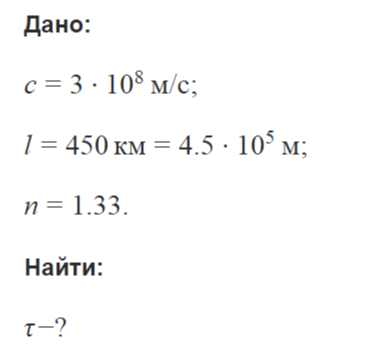 Дано:
c = 3 · 10⁸ м/с;
l = 450 км = 4.5 · 10⁵ м;
n = 1.33.
Найти:
τ−?